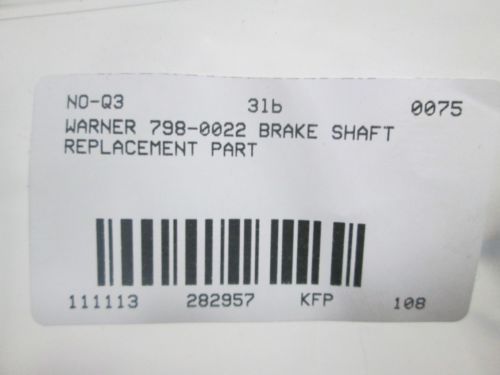 NO-Q3 31b 0075
WARNER 798-0022 BRAKE SHAFT
REPLACEMENT PART
111113 282957 KFP 108